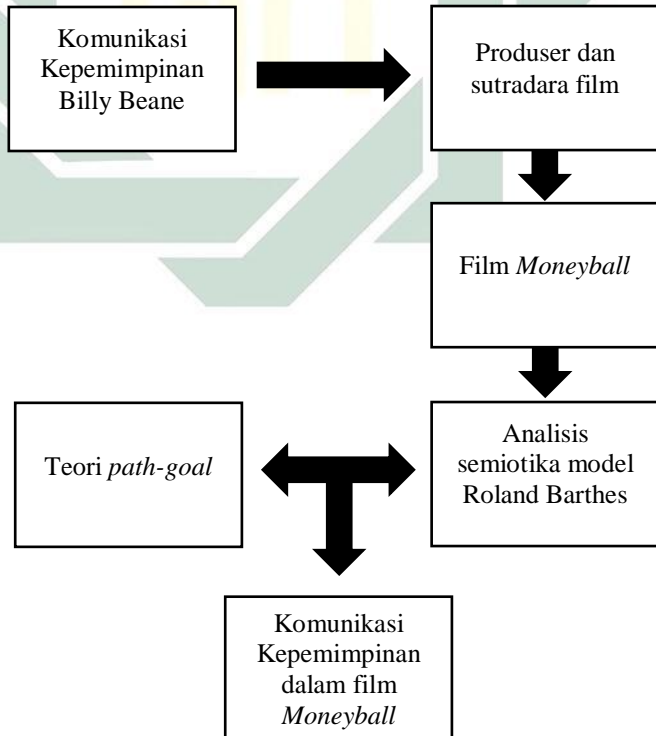 Komunikasi
Kepemimpinan
Billy Beane
Produser dan
sutradara film
Film Moneyball
Analisis
semiotika model
Roland Barthes
Teori path-goal
Komunikasi
Kepemimpinan
dalam film
Moneyball